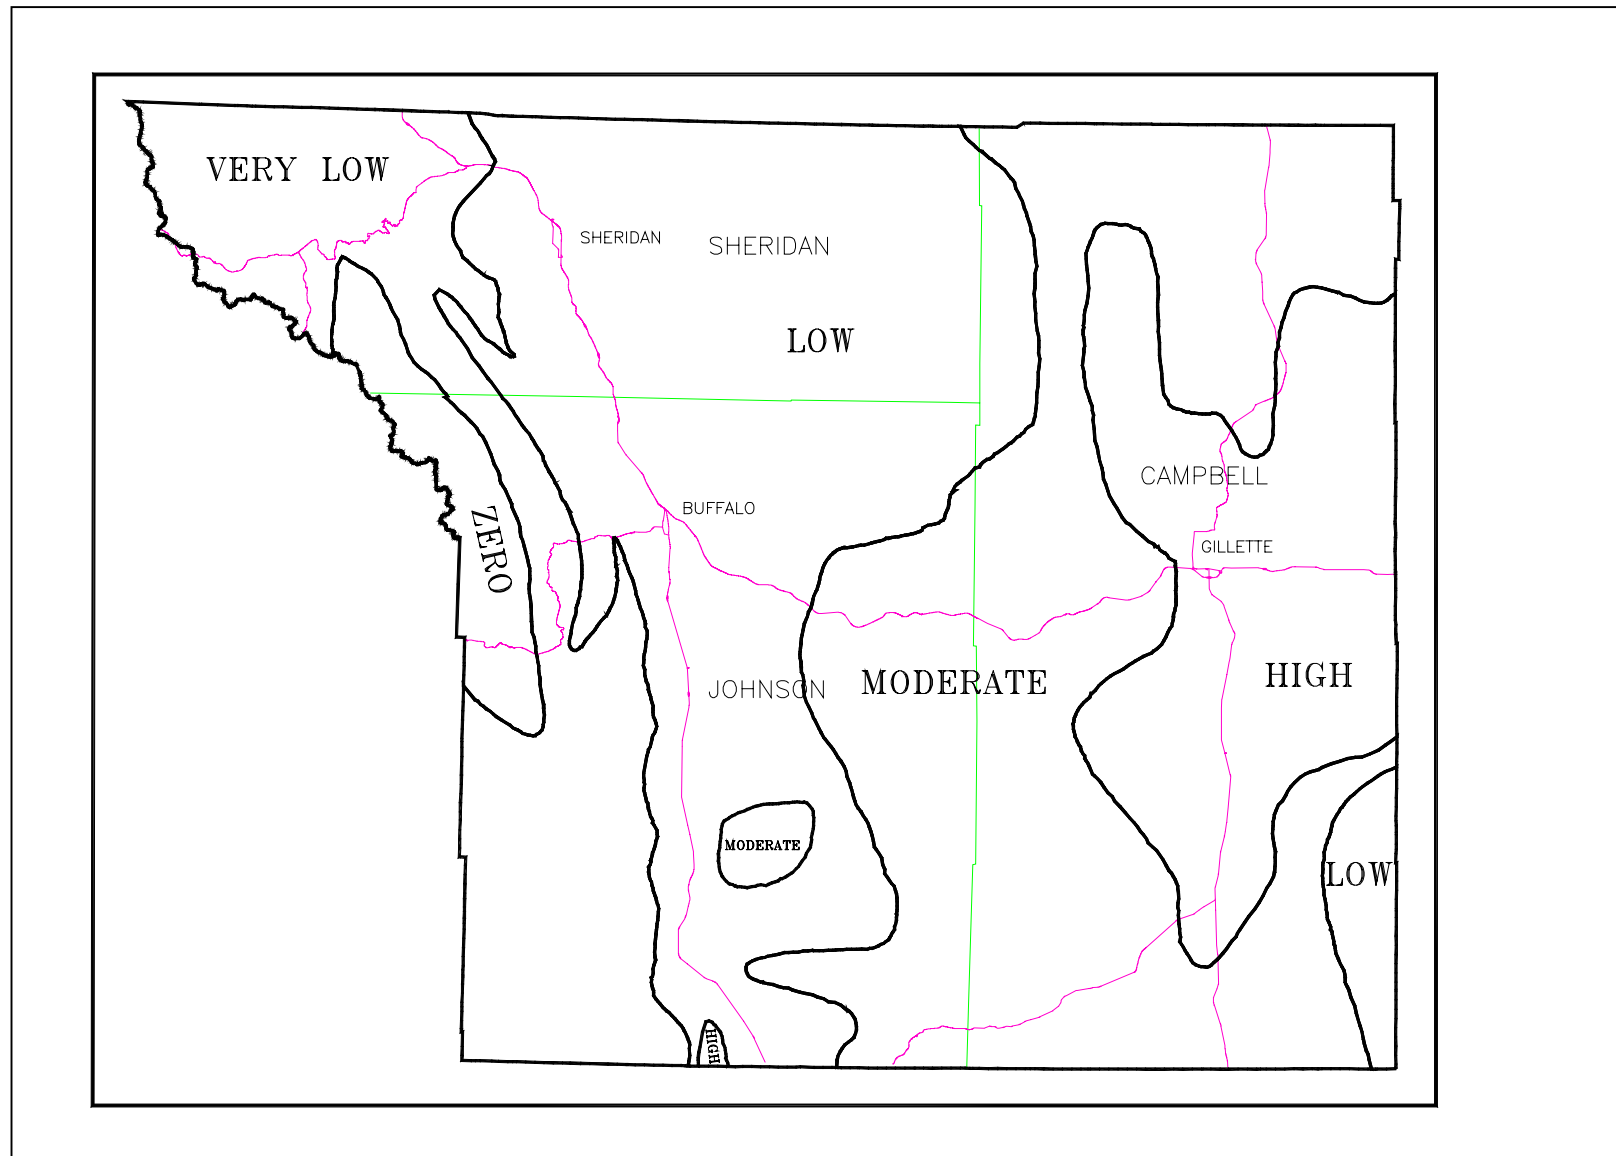 VERY LOW
SHERIDAN
SHERIDAN
LOW
CAMPBELL
BUFFALO
ZERO
GILLETTE
JOHNSON
MODERATE
HIGH
MODERATE
LOW
HIGH